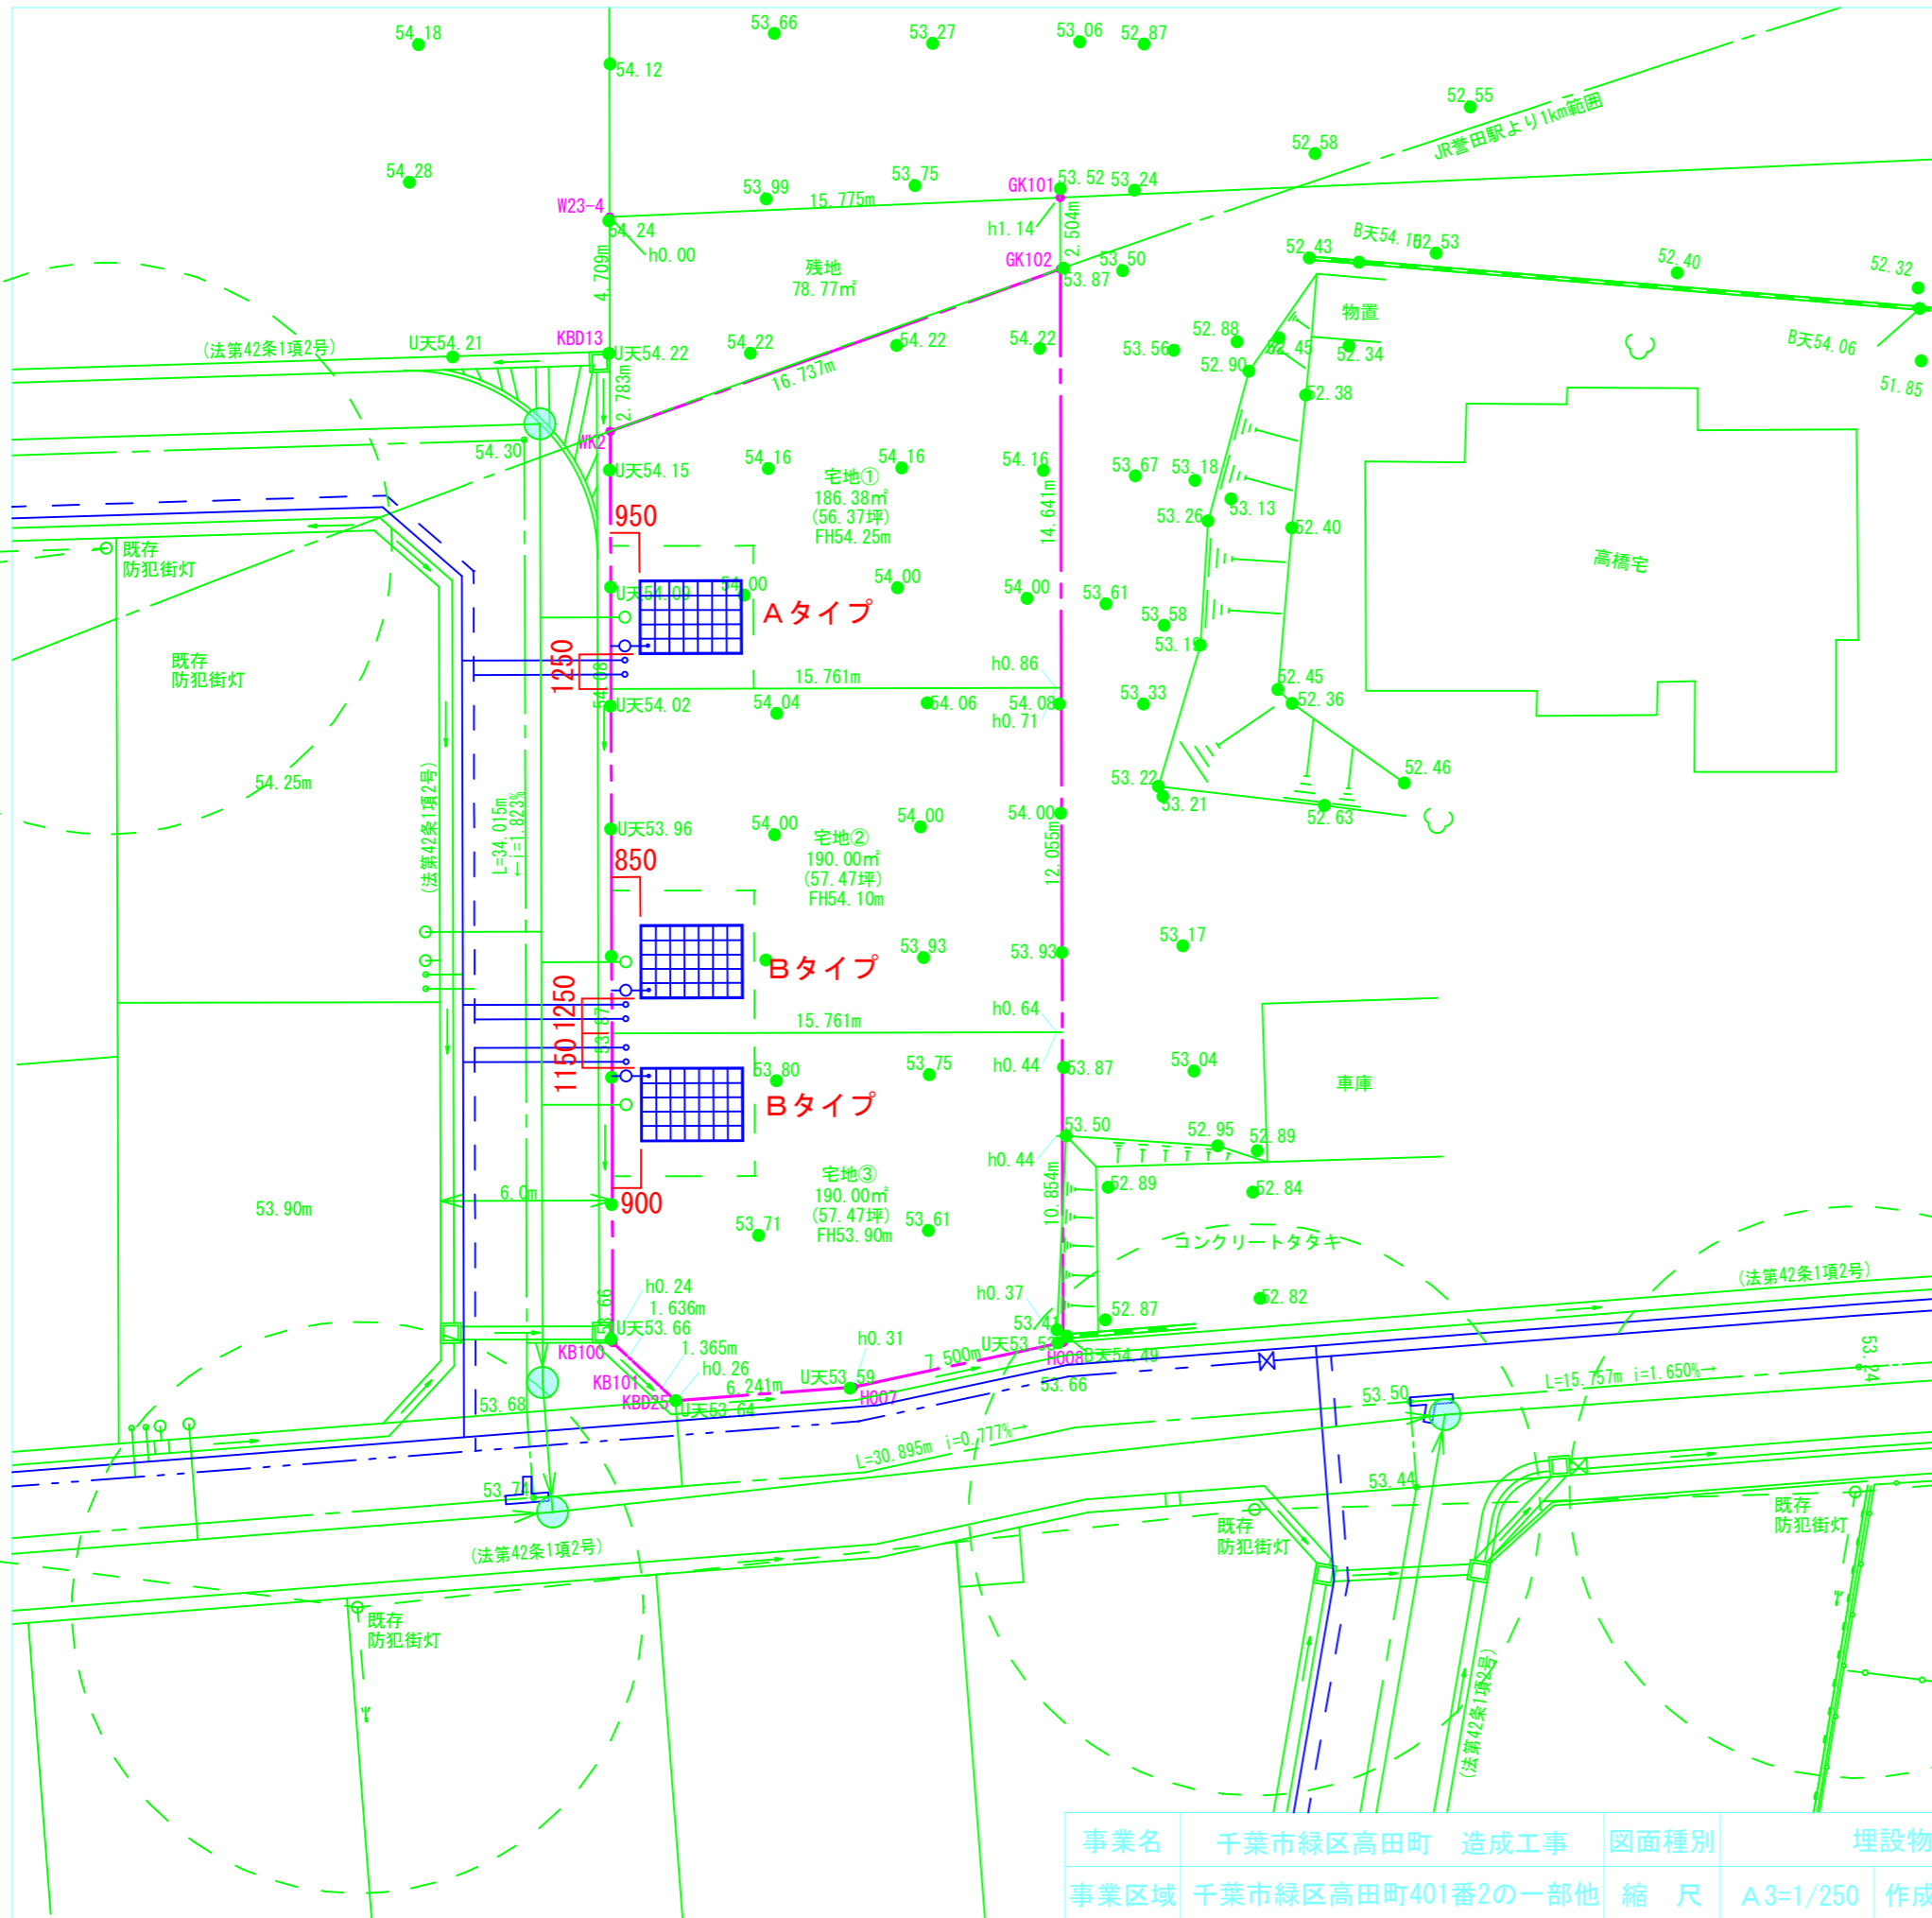 54.18
53.66
53.27
53.06
52.87
54.12
52.55
JR誉田駅より1km範囲
52.58
54.28
53.99
53.75
GK101
53.52
53.24
W23-4
15.775m
54.24
h0.00
h1.14
2.504m
4.709m
残地
78.77㎡
GK102
53.50
53.87
52.43
B天54.16
52.53
52.40
52.32
物置
KBD13
(法第42条1項2号)
U天54.21
U天54.22
54.22
54.22
54.22
53.56
52.88
52.45
52.34
B天54.06
52.90
51.85
16.737m
2.783m
52.38
WK2
54.30
U天54.15
54.16
54.16
54.16
53.67
53.18
宅地①
186.38㎡
(56.37坪)
FH54.25m
14.641m
53.13
53.26
52.40
950
既存
防犯街灯
高橋宅
U天54.09
54.00
54.00
54.00
53.61
Aタイプ
53.58
53.19
1250
既存
防犯街灯
54.08
h0.86
15.761m
52.45
52.36
U天54.02
54.04
54.06
54.08
53.33
h0.71
54.25m
(法第42条1項2号)
L=34.015m
←i=1.823%
53.22
53.21
52.46
52.63
U天53.96
54.00
54.00
54.00
宅地②
190.00㎡
(57.47坪)
FH54.10m
12.055m
850
53.93
53.93
53.17
Bタイプ
1250
53.87
h0.64
15.761m
1150
h0.44
53.80
53.75
53.87
53.04
車庫
Bタイプ
53.50
52.95
52.89
h0.44
宅地③
190.00㎡
(57.47坪)
FH53.90m
10.854m
52.89
52.84
6.0m
900
53.90m
53.71
53.61
コンクリートタタキ
h0.24
1.636m
h0.37
52.87
52.82
(法第42条1項2号)
53.66
U天53.66
53.41
U天53.53
KB100
1.365m
h0.31
7.500m
H008
B天54.49
53.24
KB101
h0.26
KBD25
6.241m
U天53.59
H007
53.66
53.68
U天53.64
53.50
L=15.757m i=1.650%→
L=30.895m i=0.777%→
53.74
53.44
既存
防犯街灯
既存
防犯街灯
(法第42条1項2号)
既存
防犯街灯
(法第42条1項2号)
事業名
千葉市緑区高田町 造成工事
図面種別
埋設物
事業区域
千葉市緑区高田町401番2の一部他
縮 尺
A3=1/250
作成